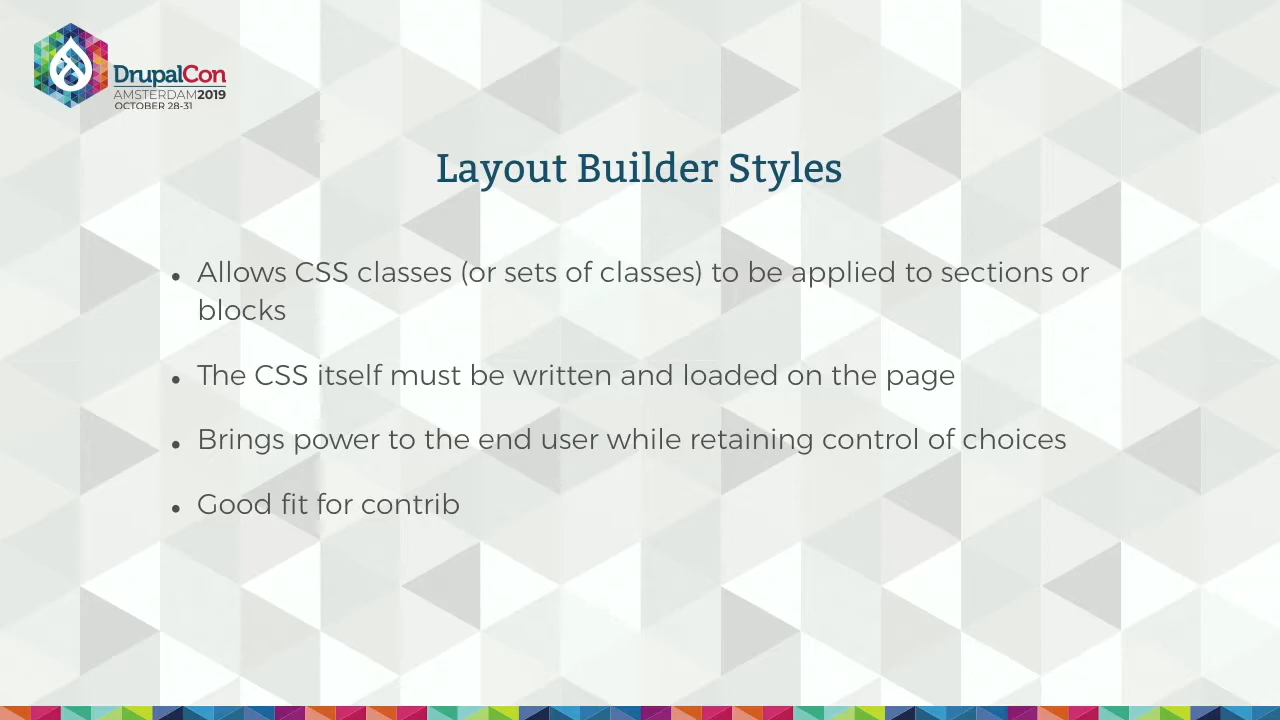 DrupalCon
AMSTERDAM2019
OCTOBER 28-31
Layout Builder Styles
• Allows CSS classes (or sets of classes) to be applied to sections or
blocks
• The CSS itself must be written and loaded on the page
• Brings power to the end user while retaining control of choices
• Good fit for contrib